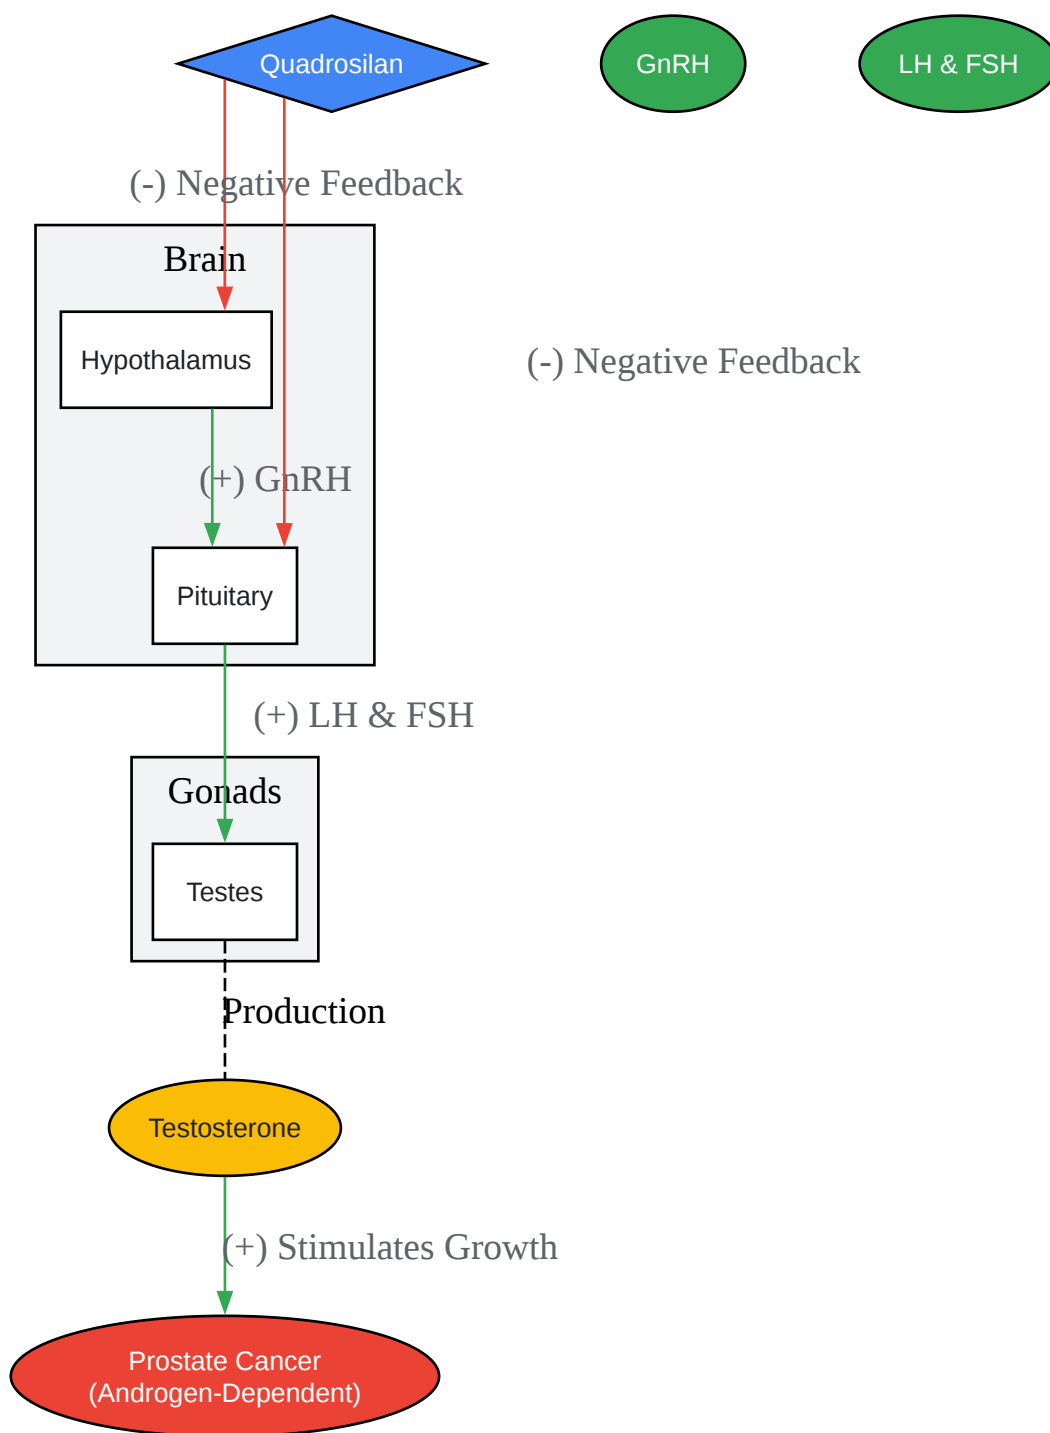 Quadrosilan
GnRH
LH & FSH
(-) Negative Feedback
Brain
Hypothalamus
(-) Negative Feedback
(+) GnRH
Pituitary
(+) LH & FSH
Gonads
Testes
Production
Testosterone
(+) Stimulates Growth
Prostate Cancer
(Androgen-Dependent)